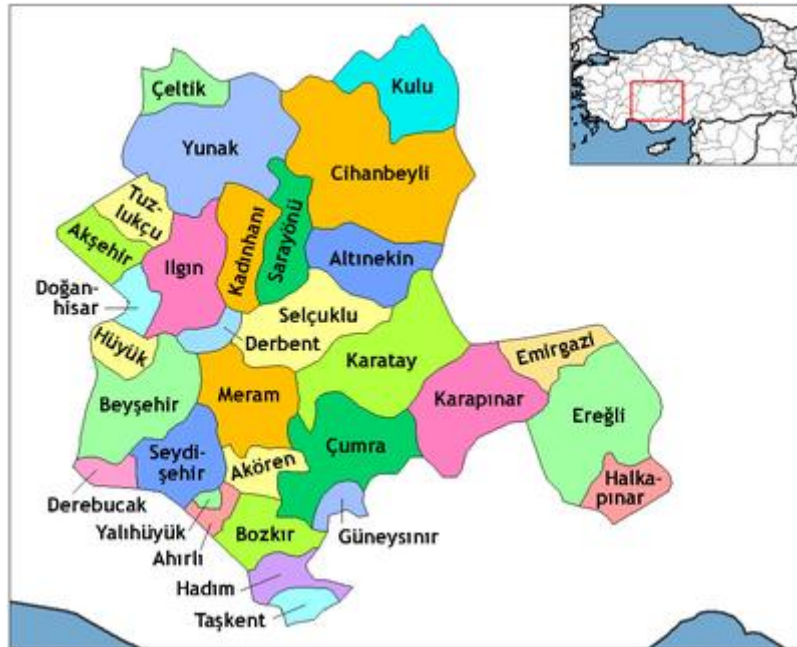 Çeltik
Kulu
Yunak
Cihanbeyli
Tuz-
lukçu
Akşehir
Ilgın
Kadınhanı
Sarayönü
Altınekin
Doğan-
hisar
Selçuklu
Derbent
Hüyük
Karatay
Emirgazi
Beyşehir
Meram
Karapınar
Ereğli
Seydi-
şehir
Akören
Çumra
Halka-
pınar
Derebucak
Yalıhüyük
Ahırlı
Bozkır
Güneysınır
Hadım
Taşkent